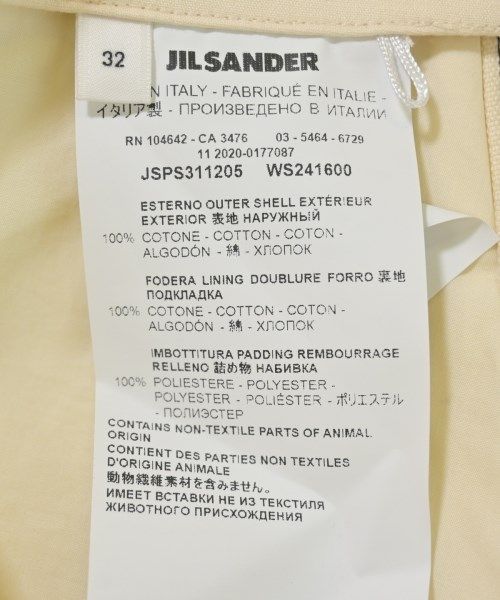 32
JIL SANDER
N ITALY - FABRIQUÉ EN ITALIE -
イタリア製 - ПРОИЗВЕДЕНО В ИТАЛИИ
RN 104642 - CA 3476 03 - 5464 - 6729
11 2020-0177087
JSPS311205 WS241600
ESTERNO OUTER SHELL EXTÉRIEUR
EXTERIOR 表地 НАРУЖНЫЙ
100% COTONE - COTTON - COTON -
ALGODÓN - 綿 - ХЛОПОК
FODERA LINING DOUBLURE FORRO 裏地
ПОДКЛАДКА
100% COTONE - COTTON - COTON -
ALGODÓN - 綿 - ХЛОПОК
IMBOTTITURA PADDING REMBOURRAGE
RELLENO 詰め物 НАБИВКА
100% POLIESTERE - POLYESTER -
POLYESTER - POLIÉSTER - ポリエステル
- ПОЛИЭСТЕР
CONTAINS NON-TEXTILE PARTS OF ANIMAL
ORIGIN
CONTIENT DES PARTIES NON TEXTILES
D'ORIGINE ANIMALE
動物繊維素材を含みません。
ИМЕЕТ ВСТАВКИ НЕ ИЗ ТЕКСТИЛЯ
ЖИВОТНОГО ПРИСХОЖДЕНИЯ